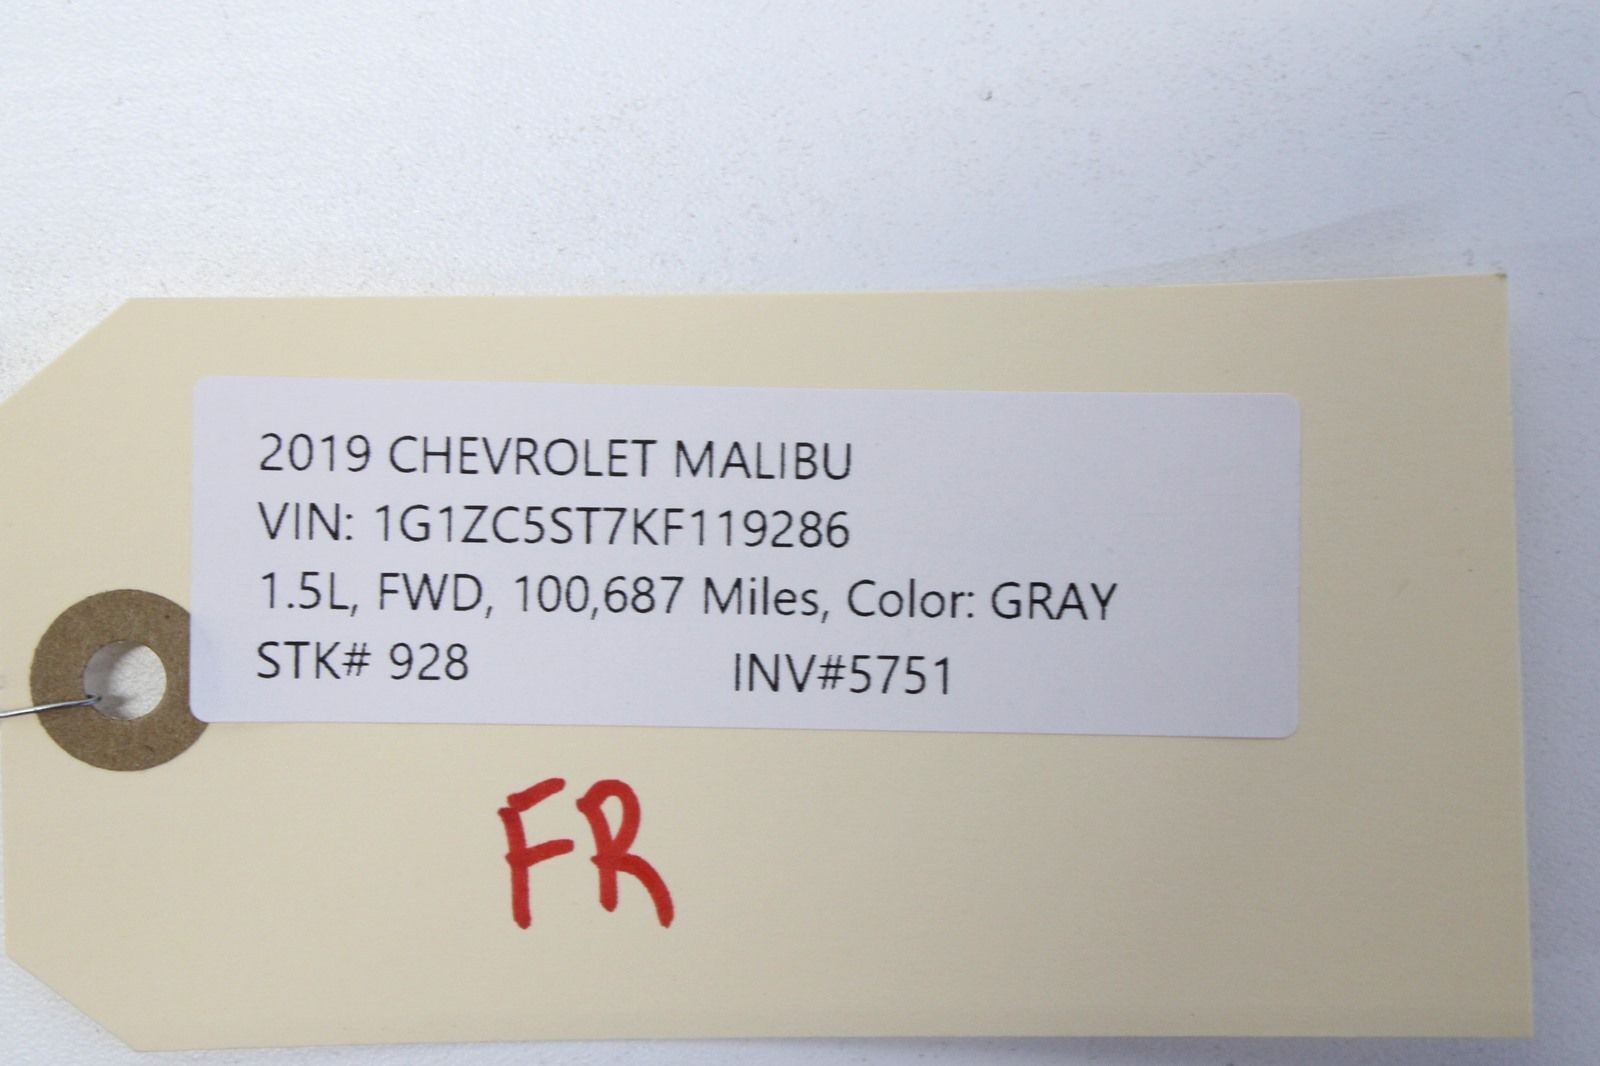 2019 CHEVROLET MALIBU
VIN: 1G1ZC5ST7KF119286
1.5L, FWD, 100,687 Miles, Color: GRAY
STK# 928 INV#5751
FR